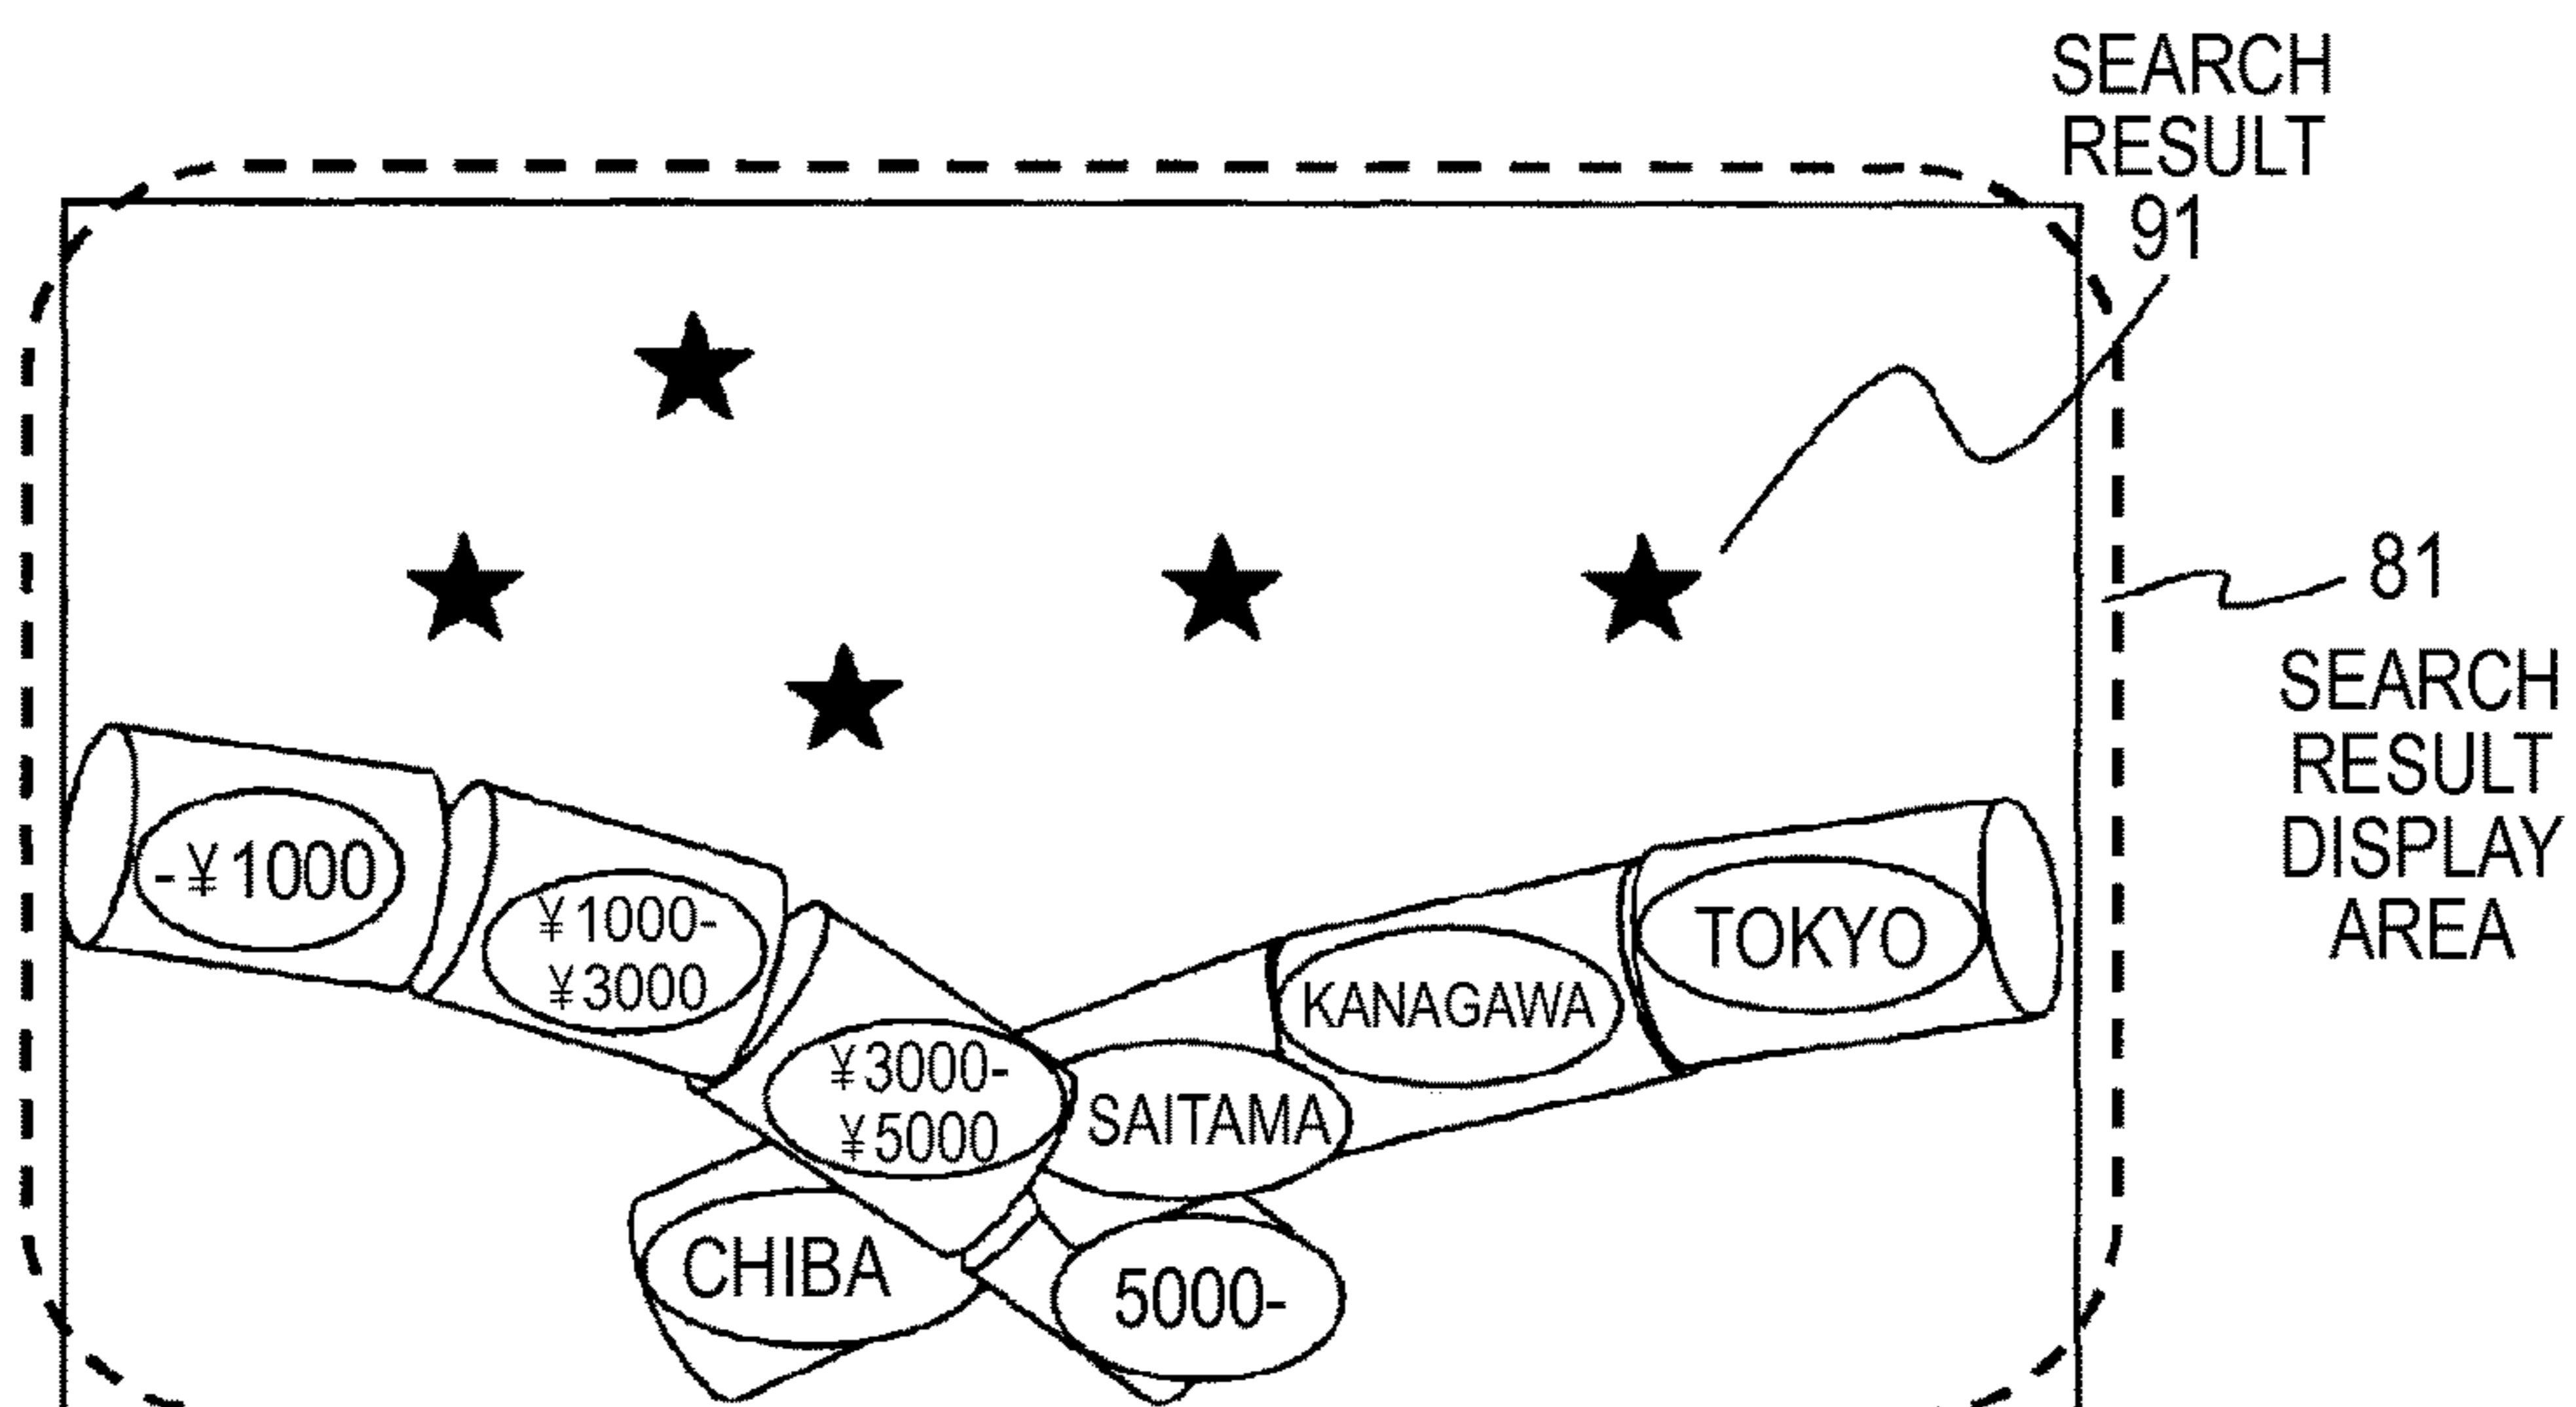 SEARCH
RESULT
91
81
SEARCH
RESULT
DISPLAY
AREA
-¥1000
¥1000-
¥3000
¥3000-
¥5000
5000-
TOKYO
KANAGAWA
SAITAMA
CHIBA